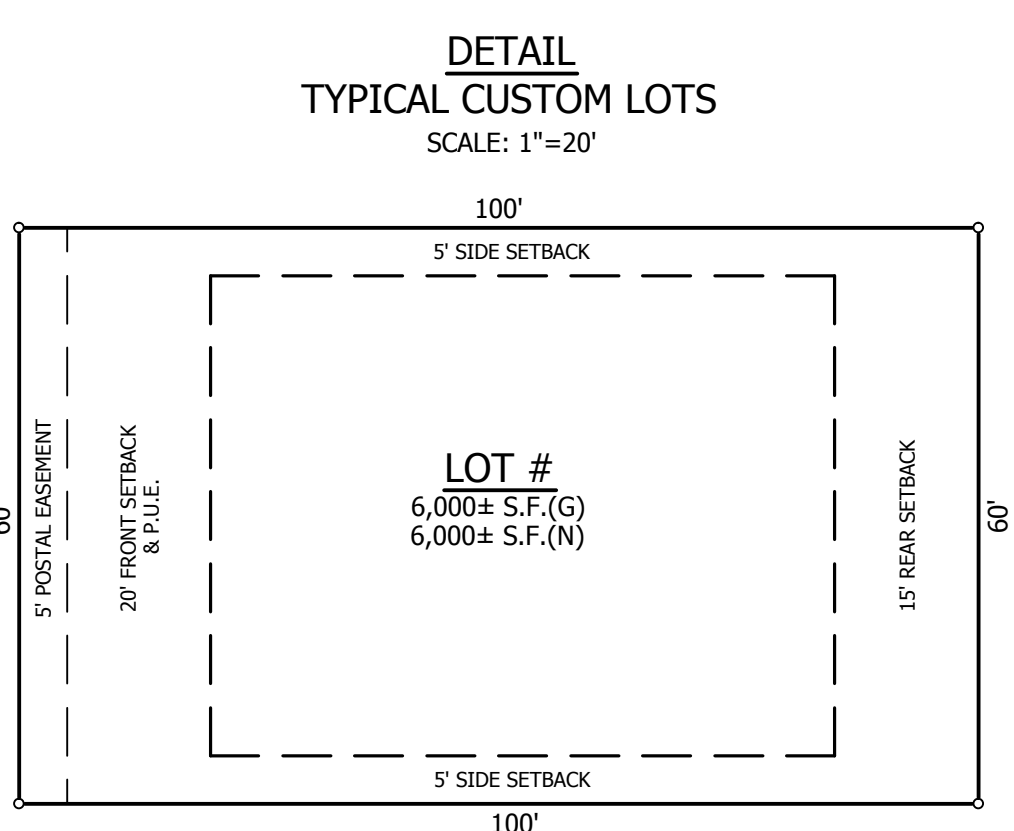 DETAIL
TYPICAL CUSTOM LOTS
SCALE: 1"=20'
100'
5' SIDE SETBACK
60'
5' POSTAL EASEMENT
20' FRONT SETBACK
& P.U.E.
LOT #
6,000± S.F.(G)
6,000± S.F.(N)
15' REAR SETBACK
60'
5' SIDE SETBACK
100'